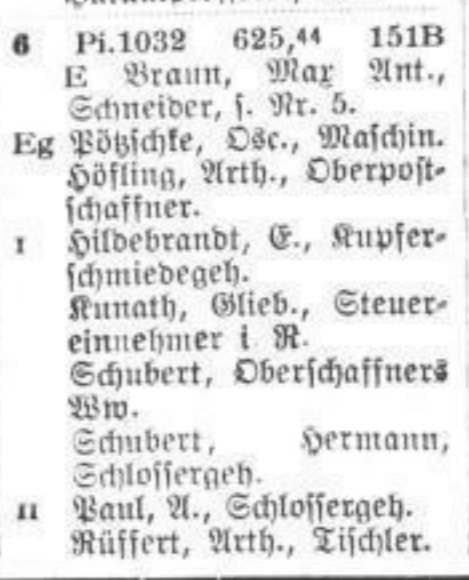 6 Pi.1032 625,44 151B
E Braun, Max Ant.,
Schneider, s. Nr. 5.
Eg Pötzschke, Osc., Maschin.
Höfling, Arth., Oberpost-
schaffner.
I Hildebrandt, E., Kupfer-
schmiedegeh.
Kunath, Glieb., Steuer-
einnehmer i R.
Schubert, Oberschaffners
Ww.
Schubert, Hermann,
Schlossergeh.
II Paul, A., Schlossergeh.
Rüffert, Arth., Tischler.